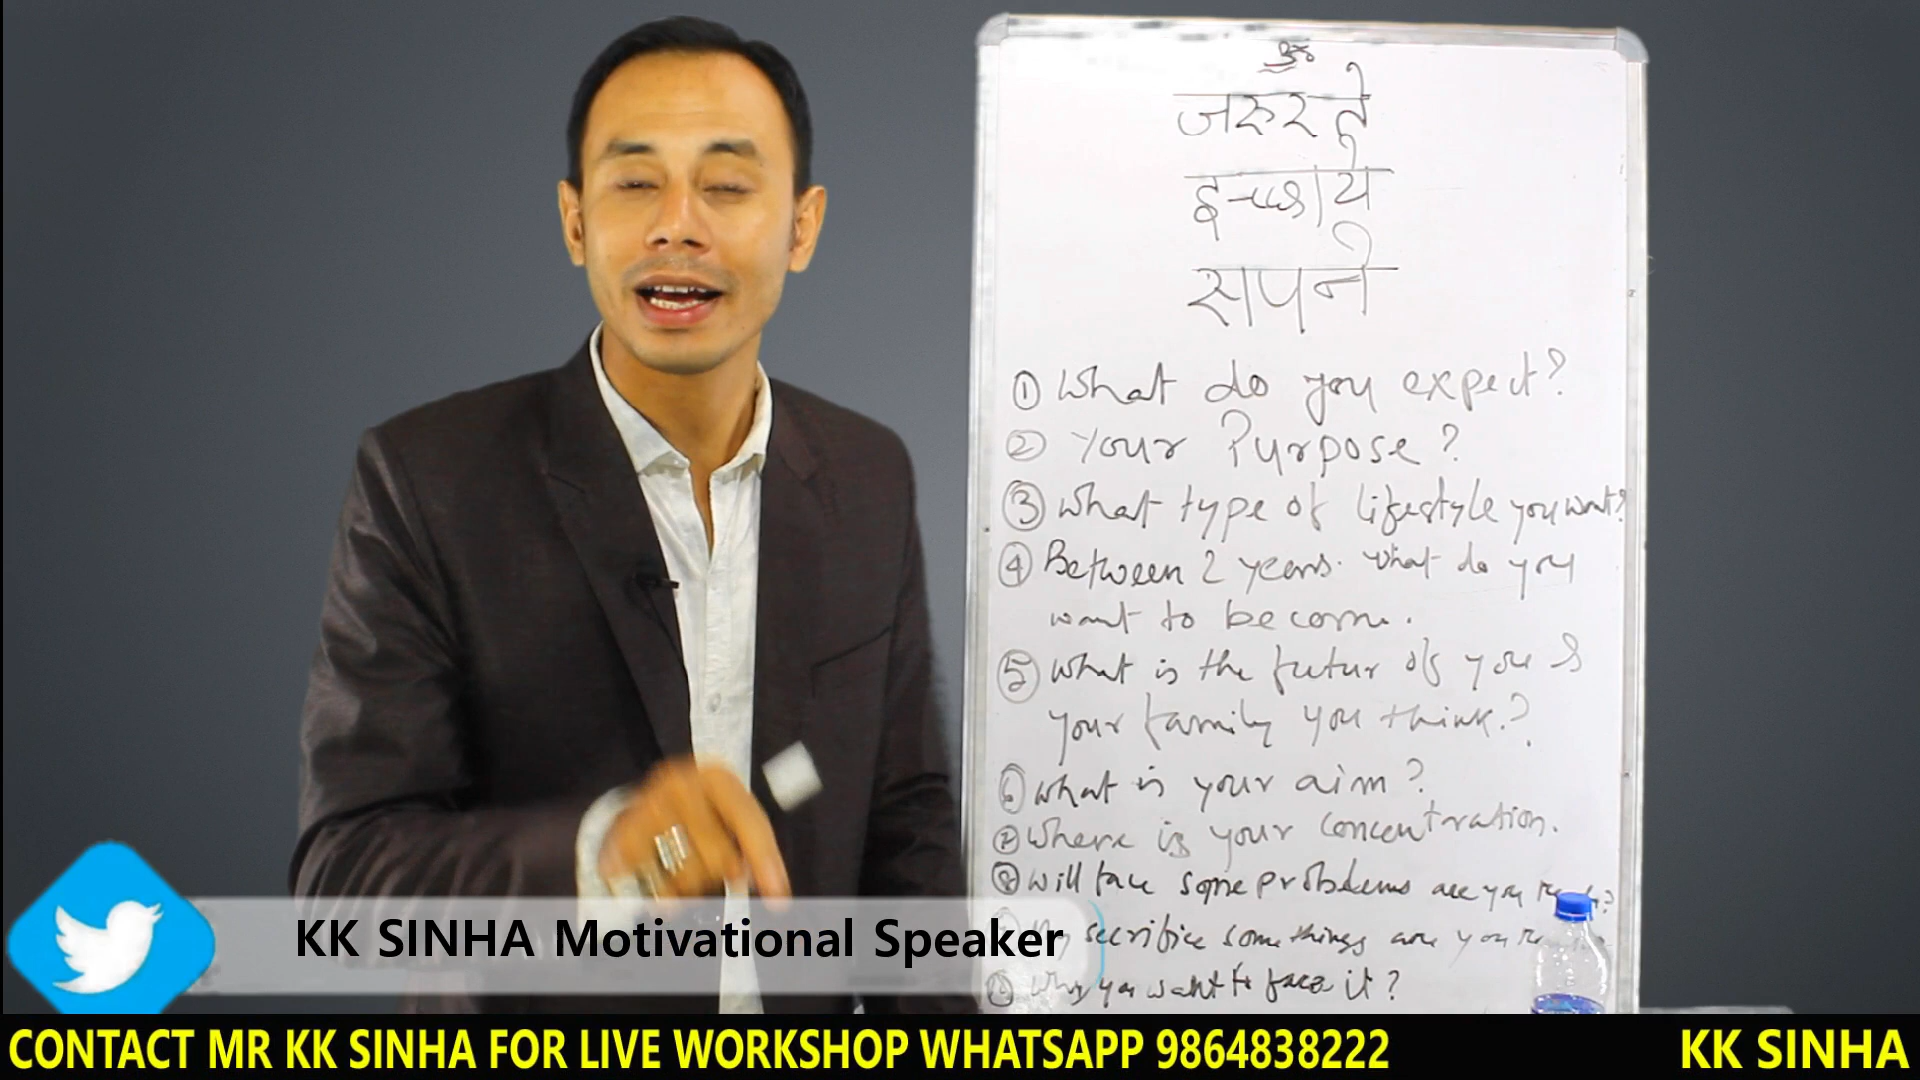 ॐ
जरुरते
इच्छाये
सपने
① What do you expect?
② Your Purpose?
③ What type of lifestyle you want?
④ Between 2 years. What do you
want to become.
⑤ What is the futur of you &
your family you think.?
⑥ What is your aim?
⑦ Where is your concentration.
⑧ Will face some problems are you
secrifice some things are you
Why you want to face it?
KK SINHA Motivational Speaker
CONTACT MR KK SINHA FOR LIVE WORKSHOP WHATSAPP 9864838222
KK SINHA